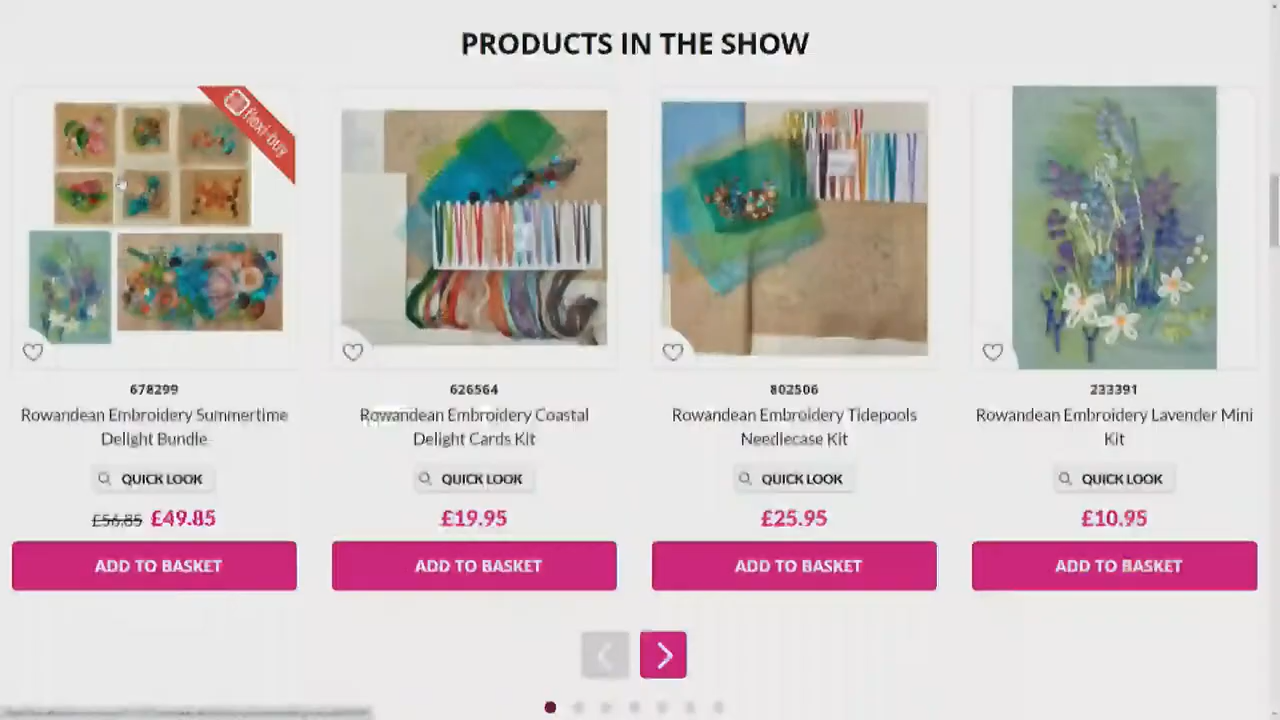 PRODUCTS IN THE SHOW
flexi-buy
678299
Rowandean Embroidery Summertime
Delight Bundle
QUICK LOOK
£56.85 £49.85
ADD TO BASKET
626564
Rowandean Embroidery Coastal
Delight Cards Kit
QUICK LOOK
£19.95
ADD TO BASKET
802506
Rowandean Embroidery Tidepools
Needlecase Kit
QUICK LOOK
£25.95
ADD TO BASKET
233391
Rowandean Embroidery Lavender Mini
Kit
QUICK LOOK
£10.95
ADD TO BASKET